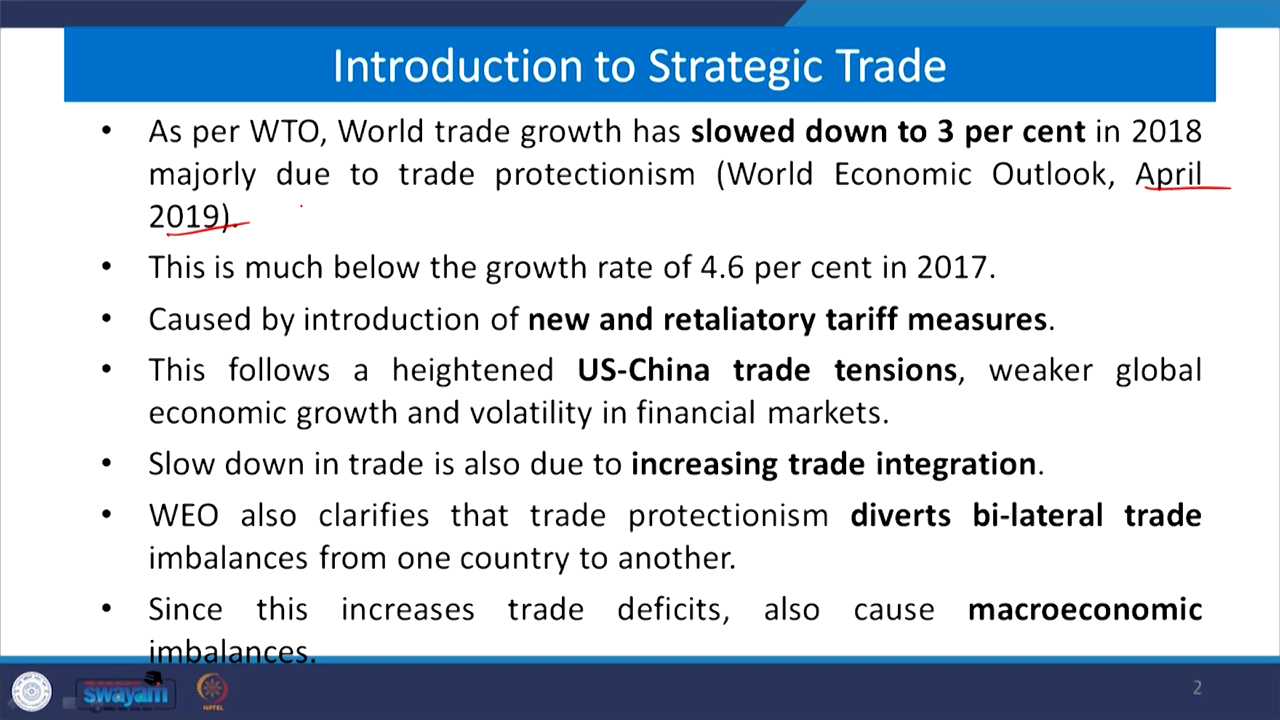 Introduction to Strategic Trade
• As per WTO, World trade growth has slowed down to 3 per cent in 2018
majorly due to trade protectionism (World Economic Outlook, April
2019).
• This is much below the growth rate of 4.6 per cent in 2017.
• Caused by introduction of new and retaliatory tariff measures.
• This follows a heightened US-China trade tensions, weaker global
economic growth and volatility in financial markets.
• Slow down in trade is also due to increasing trade integration.
• WEO also clarifies that trade protectionism diverts bi-lateral trade
imbalances from one country to another.
• Since this increases trade deficits, also cause macroeconomic
imbalances.
swayam
NPTEL
2